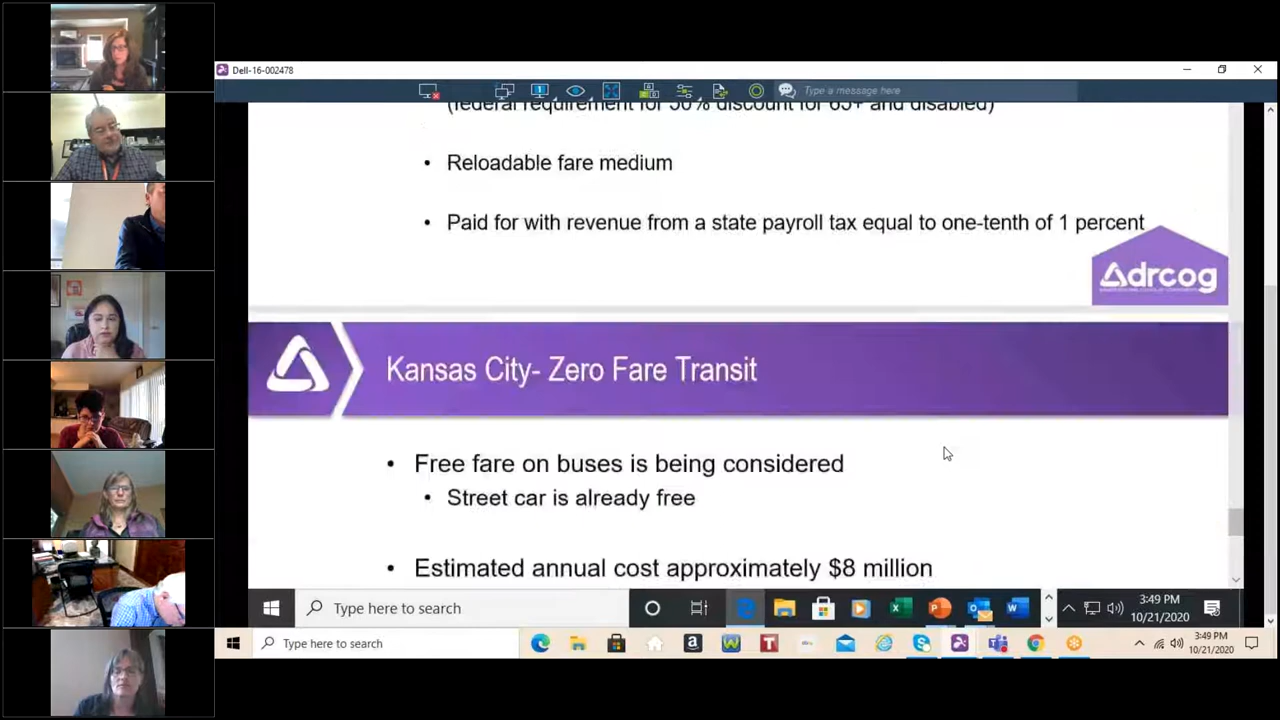 Dell-16-002478
Type a message here
(federal requirement for 50% discount for 65+ and disabled)
• Reloadable fare medium
• Paid for with revenue from a state payroll tax equal to one-tenth of 1 percent
drcog
Kansas City- Zero Fare Transit
• Free fare on buses is being considered
• Street car is already free
• Estimated annual cost approximately $8 million
Type here to search
3:49 PM
10/21/2020
Type here to search
3:49 PM
10/21/2020